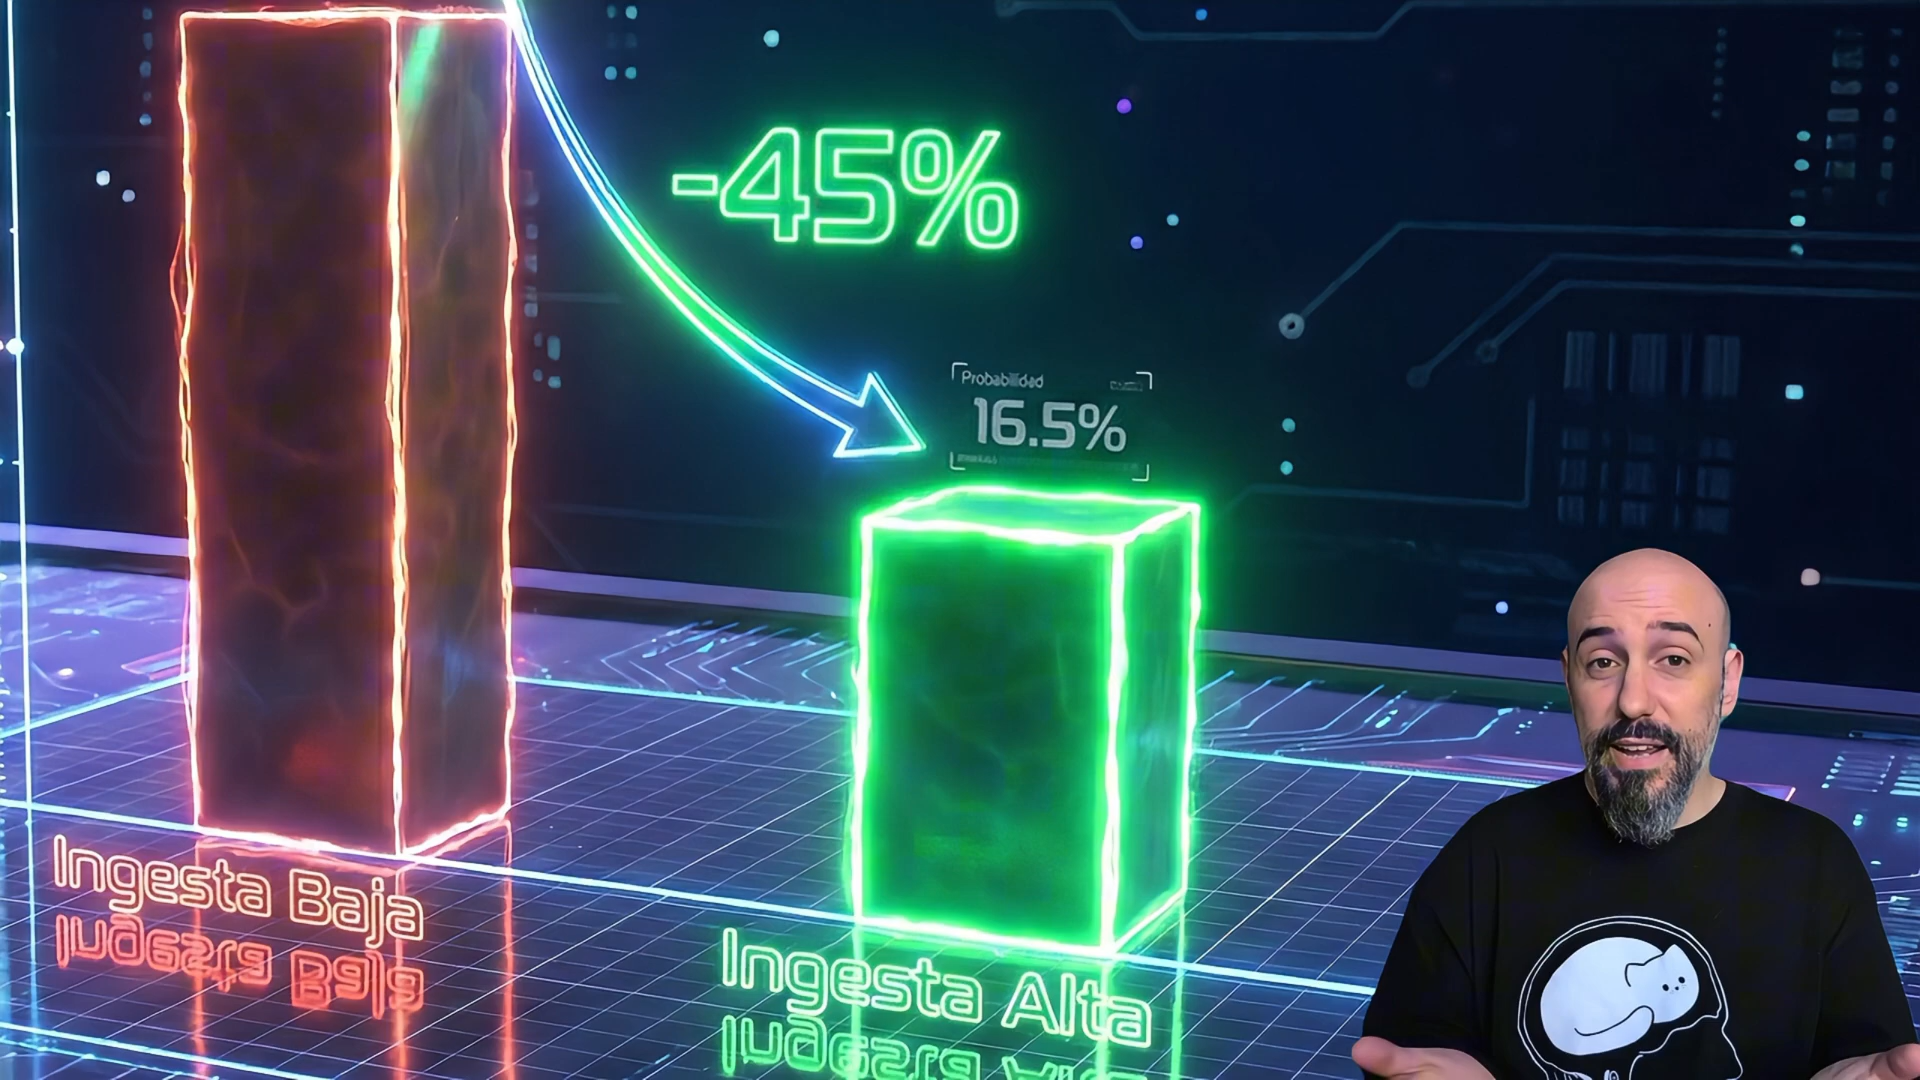 -45%
Probabilidad
16.5%
Ingesta Baja
Ingesta Alta